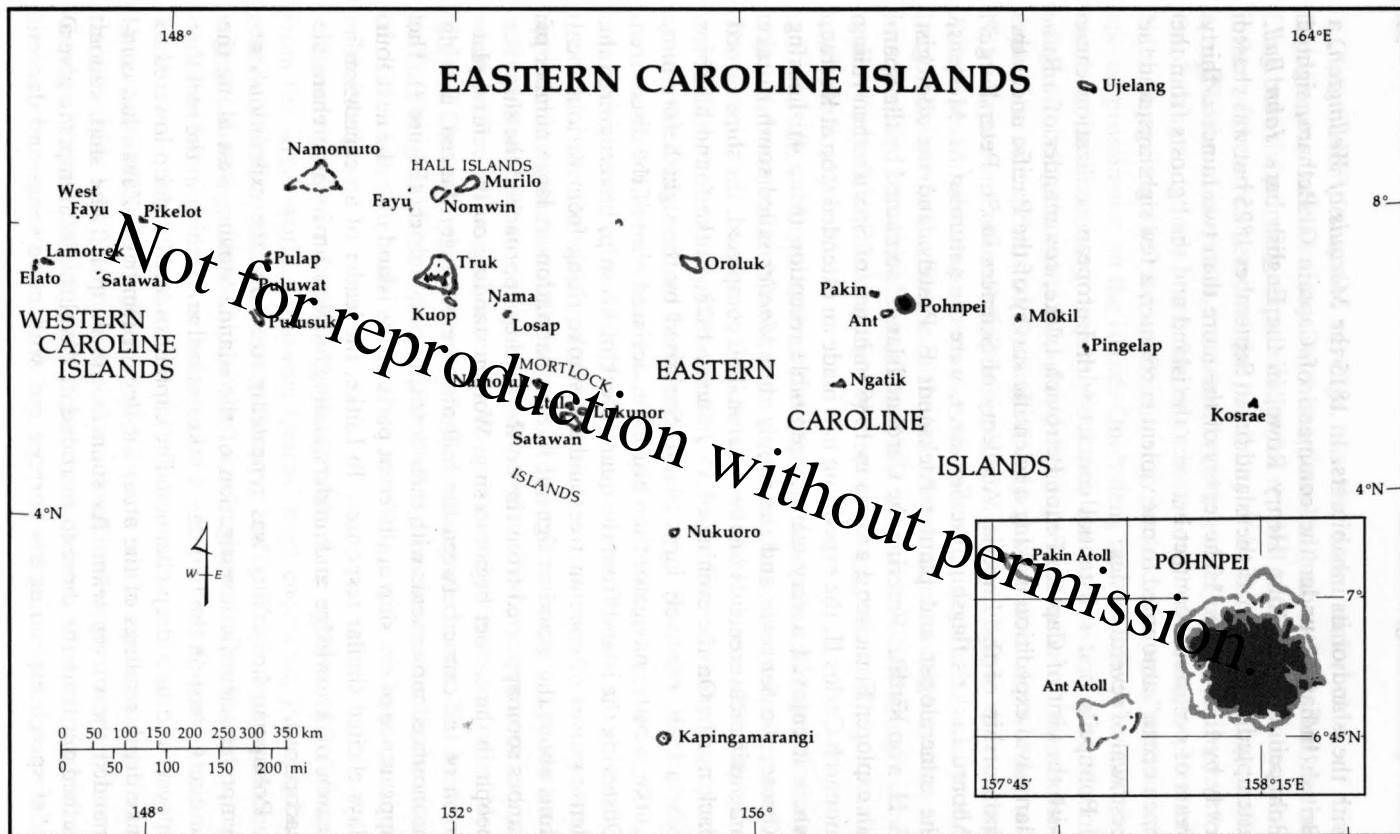 148°
164°E
EASTERN CAROLINE ISLANDS
Ujelang
Namonuito
HALL ISLANDS
Murilo
Fayu
Nomwin
West
Fayu
Pikelot
8°
Lamotrek
Elato
Satawal
Pulap
Puluwat
Pulusuk
Truk
Kuop
Nama
Losap
Oroluk
Pakin
Pohnpei
Ant
Mokil
Pingelap
WESTERN
CAROLINE
ISLANDS
MORTLOCK
Namoluk
Etal
Lukunor
Satawan
ISLANDS
EASTERN
CAROLINE
ISLANDS
Ngatik
Kosrae
4°N
4°N
Nukuoro
W E
Kapingamarangi
0 50 100 150 200 250 300 350 km
0 50 100 150 200 mi
148°
152°
156°
Pakin Atoll
POHNPEI
7°
Ant Atoll
6°45'N
157°45'
158°15'E
Not for reproduction without permission.